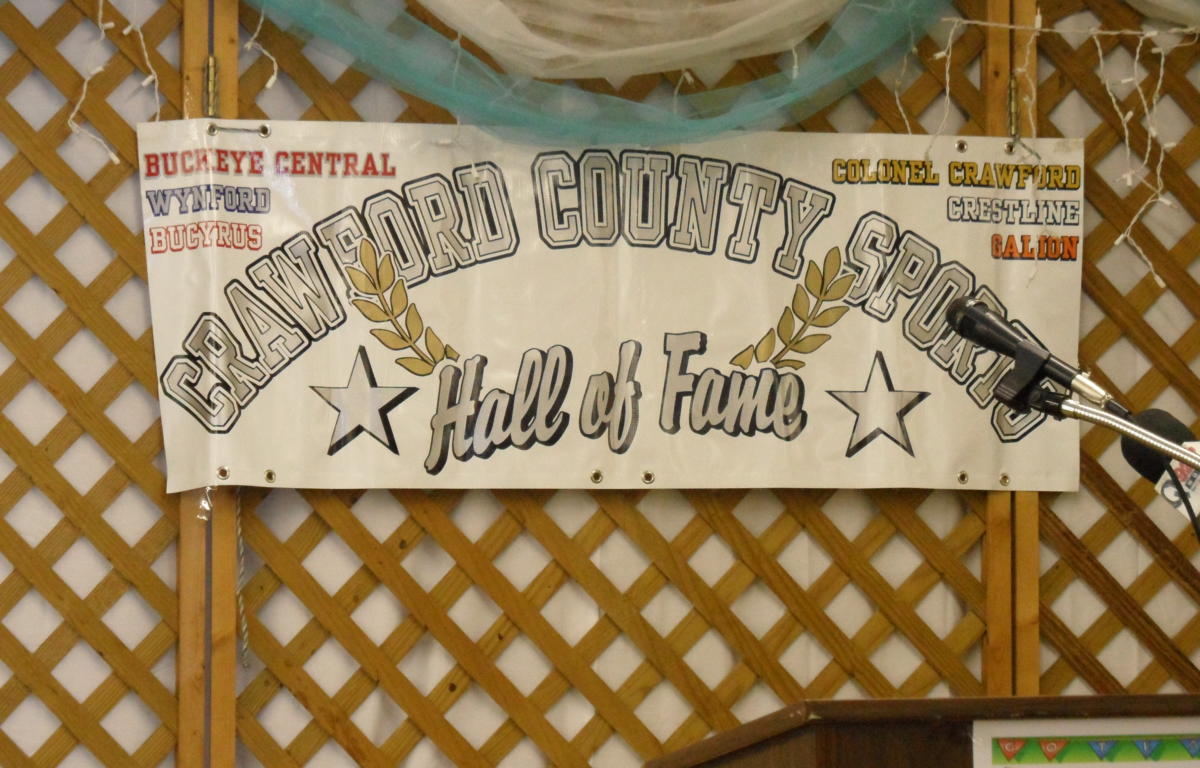 BUCKEYE CENTRAL
WYNFORD
BUCYRUS
COLONEL CRAWFORD
CRESTLINE
GALION
CRAWFORD COUNTY SPORTS
Hall of Fame